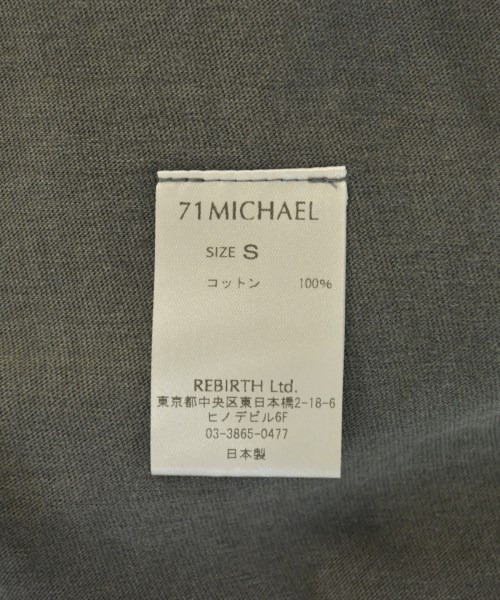 71MICHAEL
SIZE S
コットン 100%
REBIRTH Ltd.
東京都中央区東日本橋2-18-6
ヒノデビル6F
03-3865-0477
日本製